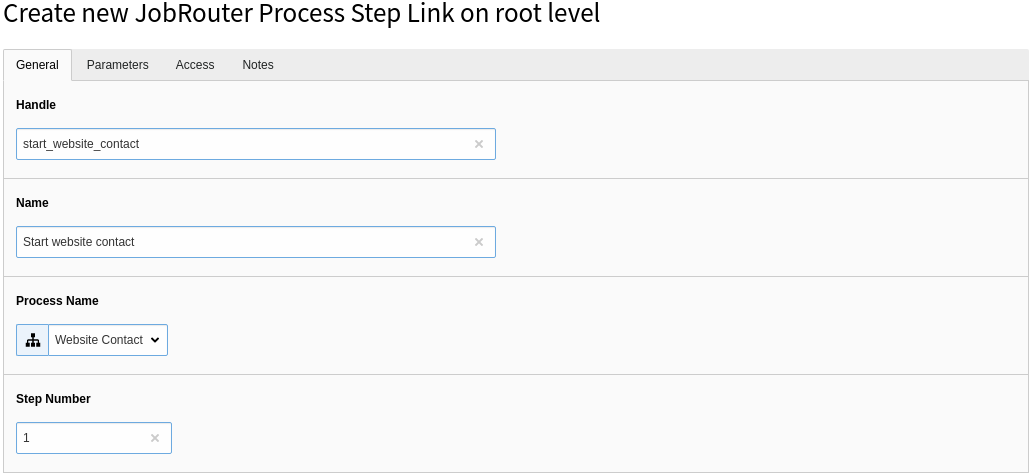 Create new JobRouter Process Step Link on root level
General Parameters Access Notes
Handle
start_website_contact
Name
Start website contact
Process Name
Website Contact
Step Number
1